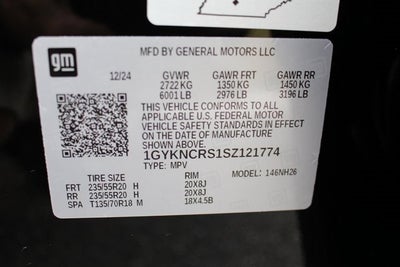 gm
MFD BY GENERAL MOTORS LLC
12/24 GVWR GAWR FRT GAWR RR
2722 KG 1350 KG 1450 KG
6001 LB 2976 LB 3196 LB
THIS VEHICLE CONFORMS TO ALL
APPLICABLE U.S. FEDERAL MOTOR
VEHICLE SAFETY STANDARDS IN EFFECT
ON THE DATE OF MANUFACTURE
SHOWN ABOVE.
1GYKNCRS1SZ121774
TYPE: MPV MODEL: 146NH26
TIRE SIZE RIM
FRT 235/55R20 H 20X8J
RR 235/55R20 H 20X8J
SPA T135/70R18 M 18X4.5B